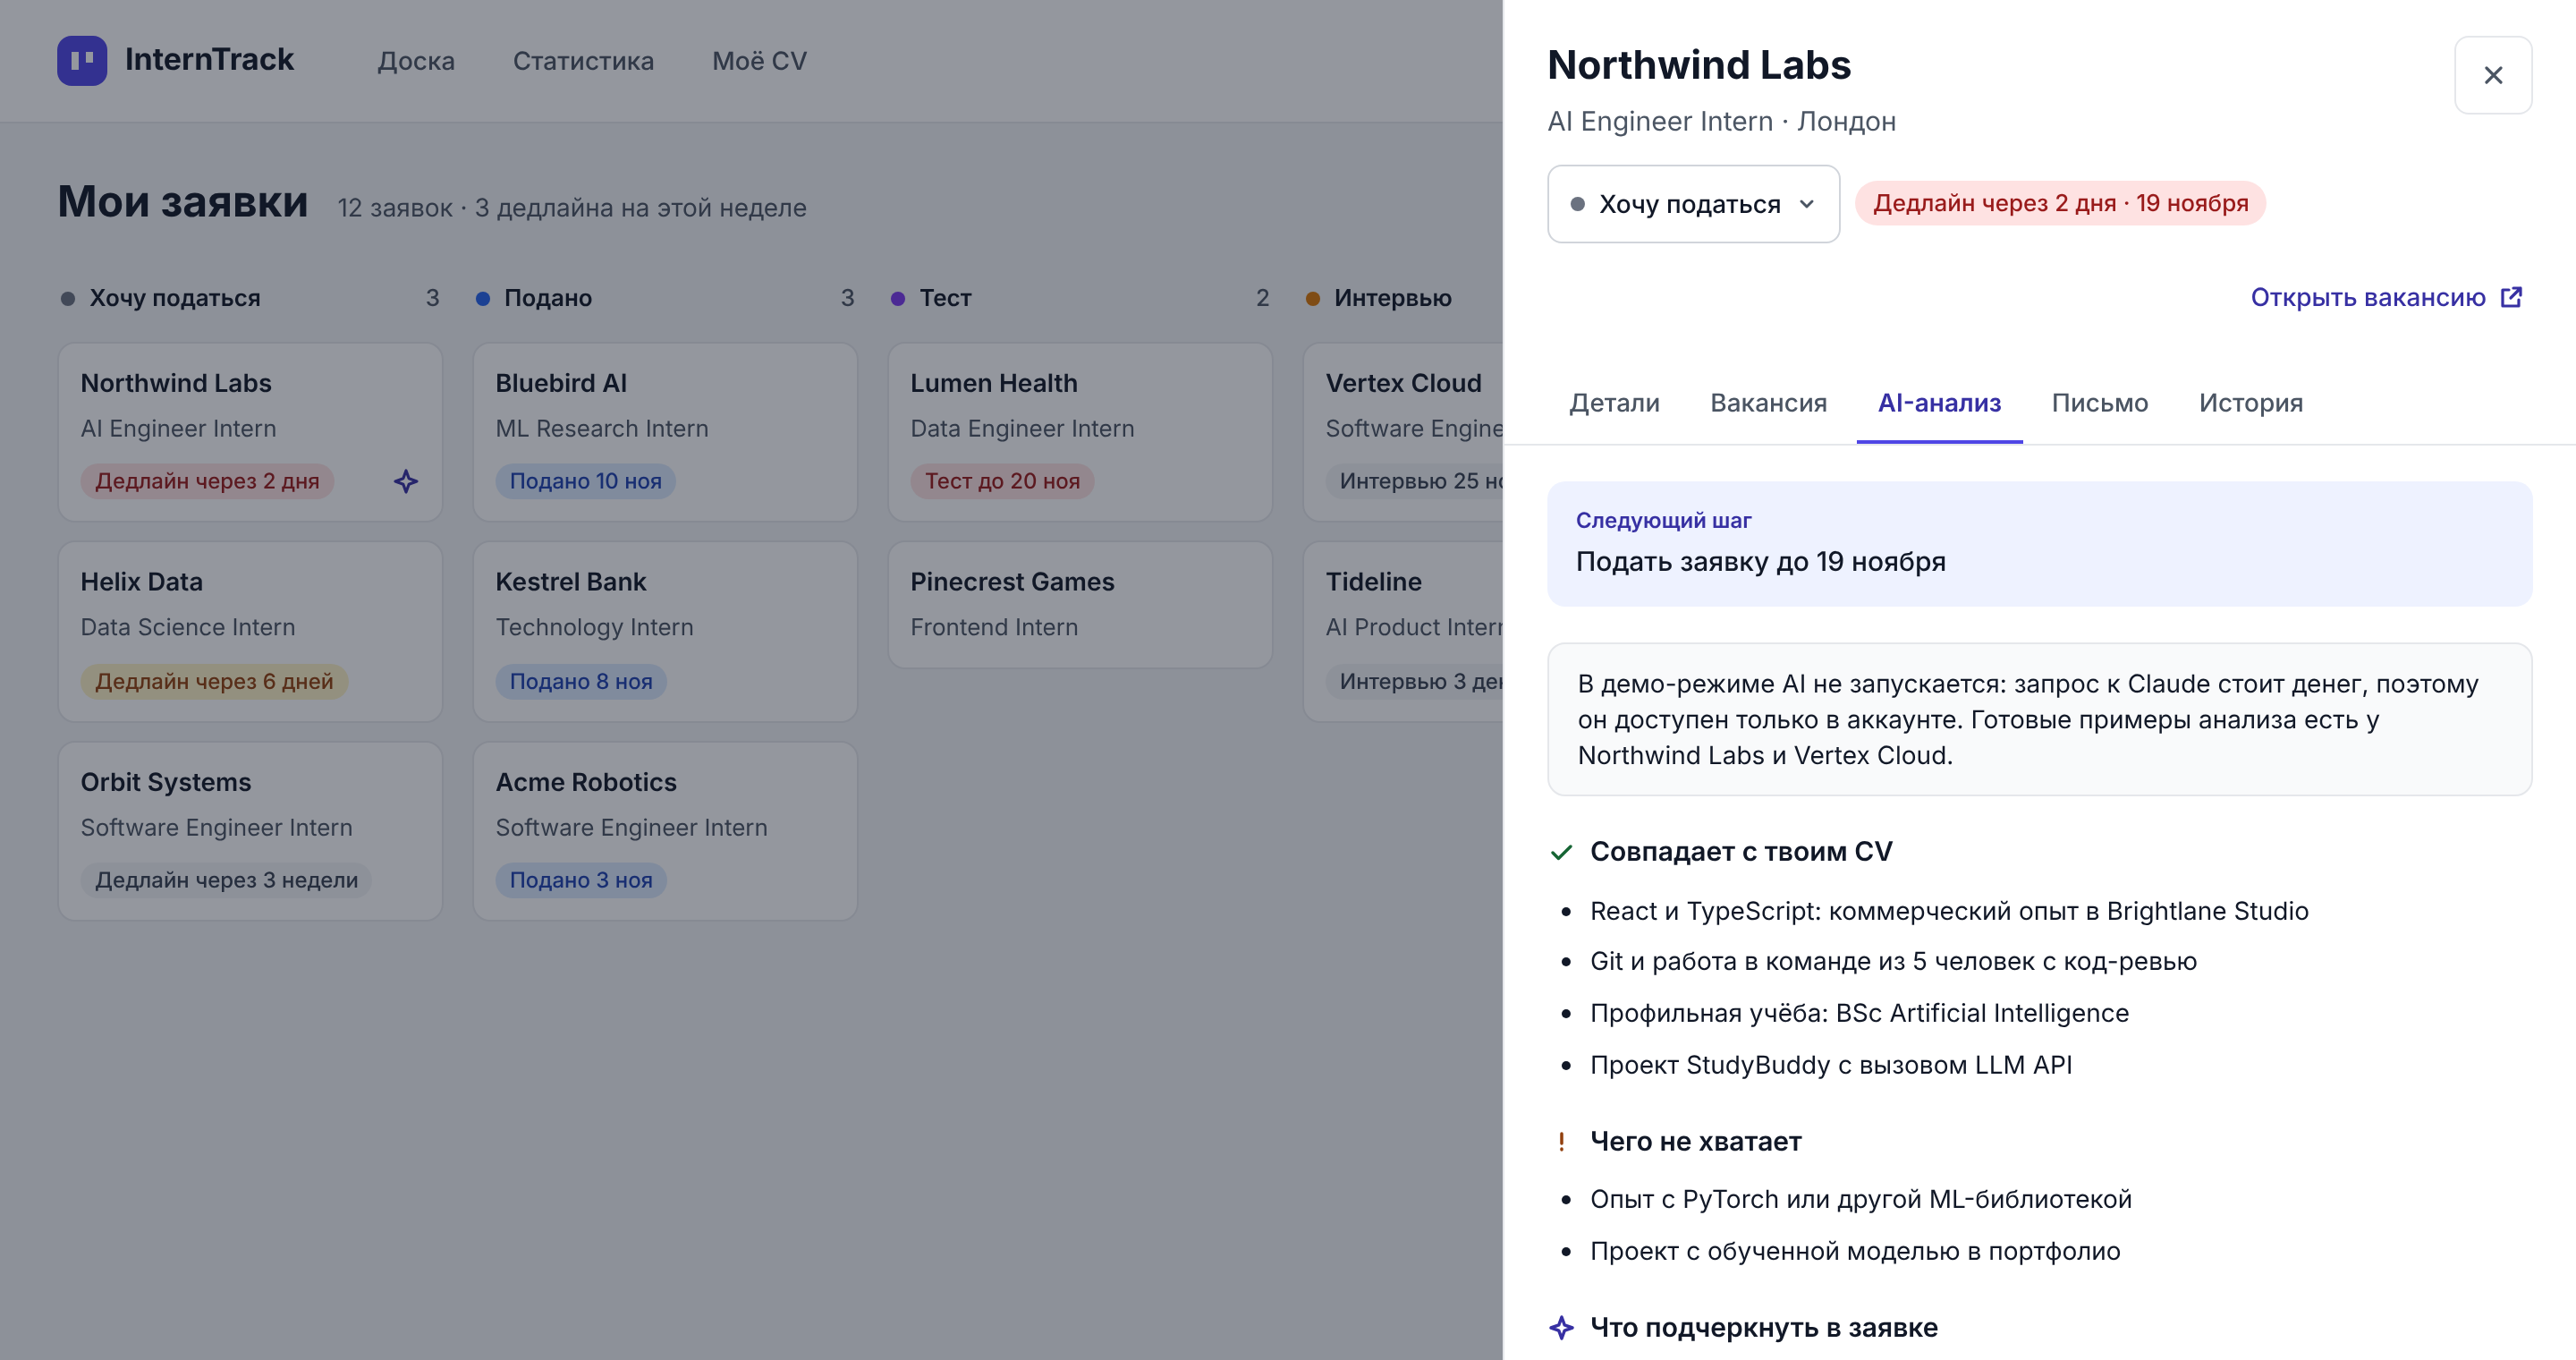 InternTrack
Доска
Статистика
Моё CV
Мои заявки
12 заявок · 3 дедлайна на этой неделе
Хочу податься 3
Northwind Labs
AI Engineer Intern
Дедлайн через 2 дня
Helix Data
Data Science Intern
Дедлайн через 6 дней
Orbit Systems
Software Engineer Intern
Дедлайн через 3 недели
Подано 3
Bluebird AI
ML Research Intern
Подано 10 ноя
Kestrel Bank
Technology Intern
Подано 8 ноя
Acme Robotics
Software Engineer Intern
Подано 3 ноя
Тест 2
Lumen Health
Data Engineer Intern
Тест до 20 ноя
Pinecrest Games
Frontend Intern
Интервью
Vertex Cloud
Software Engine
Интервью 25 но
Tideline
AI Product Inter
Интервью 3 де
Northwind Labs
AI Engineer Intern · Лондон
Хочу податься
Дедлайн через 2 дня · 19 ноября
Открыть вакансию
Детали
Вакансия
AI-анализ
Письмо
История
Следующий шаг
Подать заявку до 19 ноября
В демо-режиме AI не запускается: запрос к Claude стоит денег, поэтому
он доступен только в аккаунте. Готовые примеры анализа есть у
Northwind Labs и Vertex Cloud.
Совпадает с твоим CV
• React и TypeScript: коммерческий опыт в Brightlane Studio
• Git и работа в команде из 5 человек с код-ревью
• Профильная учёба: BSc Artificial Intelligence
• Проект StudyBuddy с вызовом LLM API
! Чего не хватает
• Опыт с PyTorch или другой ML-библиотекой
• Проект с обученной моделью в портфолио
Что подчеркнуть в заявке